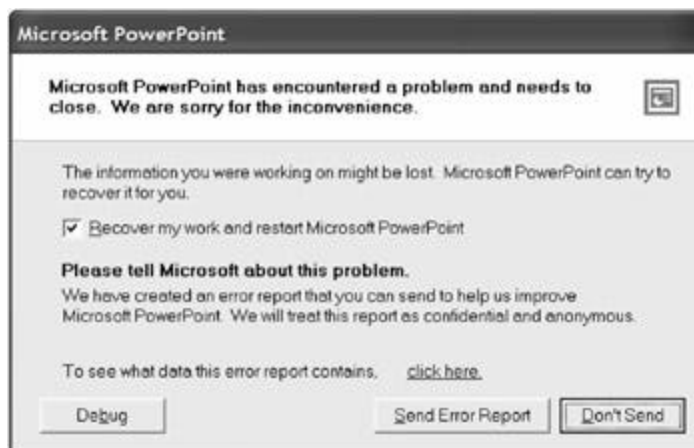 Microsoft PowerPoint
Microsoft PowerPoint has encountered a problem and needs to
close. We are sorry for the inconvenience.
The information you were working on might be lost. Microsoft PowerPoint can try to
recover it for you.
Recover my work and restart Microsoft PowerPoint
Please tell Microsoft about this problem.
We have created an error report that you can send to help us improve
Microsoft PowerPoint. We will treat this report as confidential and anonymous.
To see what data this error report contains, click here.
Debug Send Error Report Don't Send